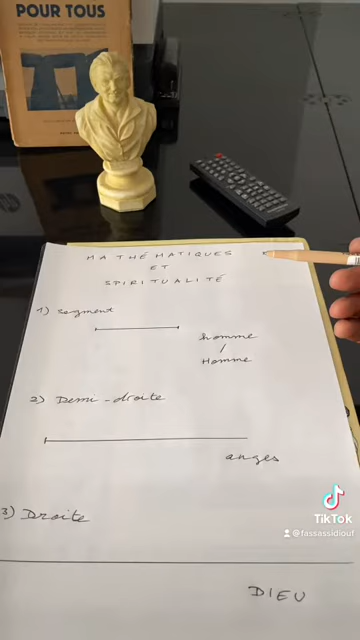 POUR TOUS
MATHÉMATIQUES
ET
SPIRITUALITÉ
1) Segment
homme
/
Homme
2) Demi-droite
anges
3) Droite
DIEU
TikTok
@fassassidiouf